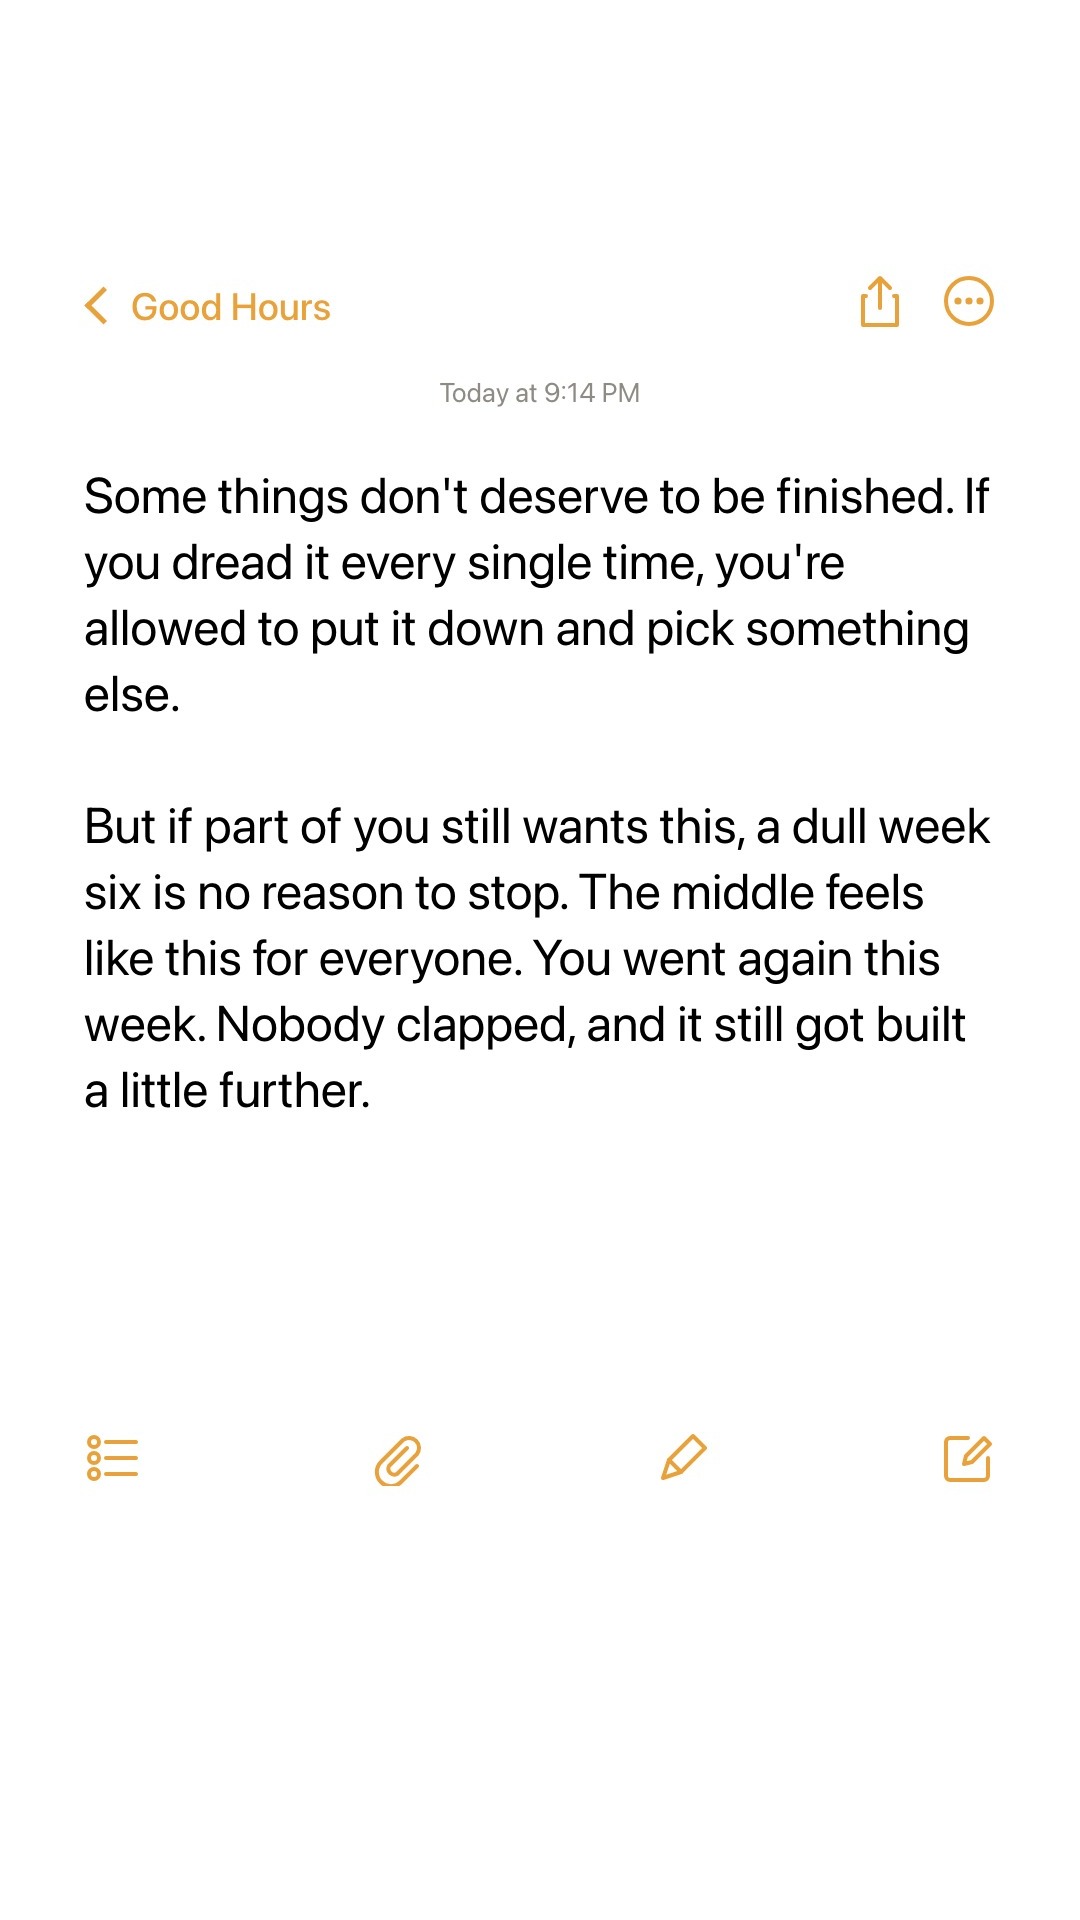 Good Hours
Today at 9:14 PM
Some things don't deserve to be finished. If
you dread it every single time, you're
allowed to put it down and pick something
else.
But if part of you still wants this, a dull week
six is no reason to stop. The middle feels
like this for everyone. You went again this
week. Nobody clapped, and it still got built
a little further.